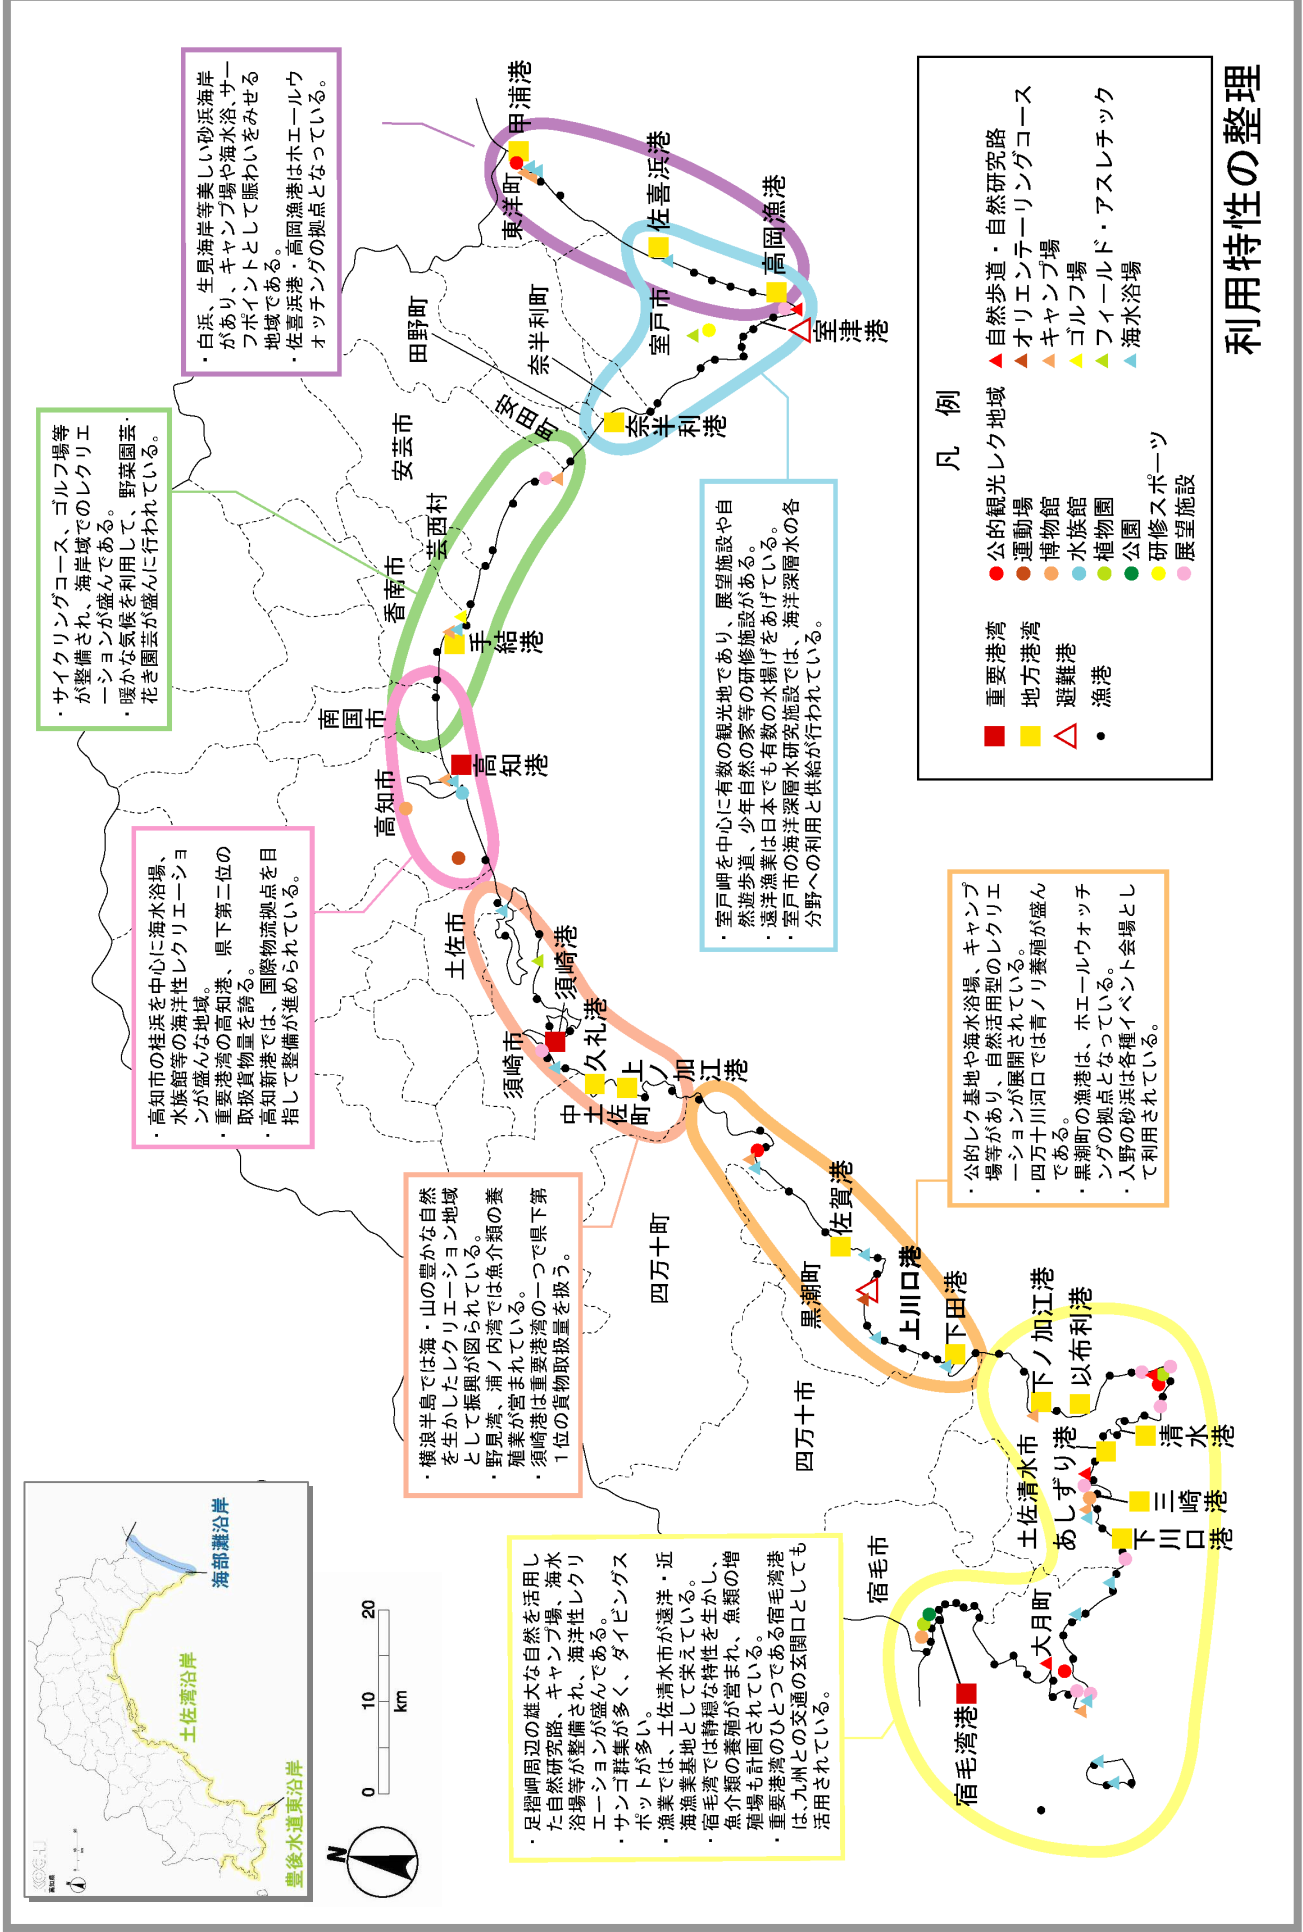 利用特性の整理
・白浜、生見海岸等美しい砂浜海岸
があり、キャンプ場や海水浴、サー
フポイントとして賑わいをみせる
地域である。
・佐喜浜港・高岡漁港はホエールウ
ォッチングの拠点となっている。
・サイクリングコース、ゴルフ場等
が整備され、海岸域でのレクリエ
ーションが盛んである。
・暖かな気候を利用して、野菜園芸・
花き園芸が盛んに行われている。
・高知市の桂浜を中心に海水浴場、
水族館等の海洋性レクリエーショ
ンが盛んな地域。
・重要港湾の高知港、県下第二位の
取扱貨物量を誇る。
・高知新港では、国際物流拠点を目
指して整備が進められている。
・横浪半島では海・山の豊かな自然
を生かしたレクリエーション地域
として振興が図られている。
・野見湾、浦ノ内湾では魚介類の養
殖業が営まれている。
・須崎港は重要港湾の一つで県下第
1位の貨物取扱量を扱う。
・足摺岬周辺の雄大な自然を活用し
た自然研究路、キャンプ場、海水
浴場等が整備され、海洋性レクリ
エーションが盛んである。
・サンゴ群集が多く、ダイビングス
ポットが多い。
・漁業では、土佐清水市が遠洋・近
海漁業基地として栄えている。
・宿毛湾では静穏な特性を生かし、
魚介類の養殖が営まれ、魚類の増
殖場も計画されている。
・重要港湾のひとつである宿毛湾港
は、九州との交通の玄関口としても
活用されている。
・室戸岬を中心に有数の観光地であり、展望施設や自
然遊歩道、少年自然の家等の研修施設がある。
・遠洋漁業は日本でも有数の水揚げをあげている。
・室戸市の海洋深層水研究施設では、海洋深層水の各
分野への利用と供給が行われている。
・公的レク基地や海水浴場、キャンプ
場等があり、自然活用型のレクリエ
ーションが展開されている。
・四万十川河口では青ノリ養殖が盛ん
である。
・黒潮町の漁港は、ホエールウォッチ
ングの拠点となっている。
・入野の砂浜は各種イベント会場とし
て利用されている。
甲浦港
東洋町
佐喜浜港
高岡漁港
室戸市
室津港
奈半利町
田野町
奈半利港
安田町
安芸市
芸西村
香南市
手結港
南国市
高知市
高知港
土佐市
須崎港
須崎市
久礼港
上ノ加江港
中土佐町
四万十町
佐賀港
黒潮町
上川口港
下田港
四万十市
下ノ加江港
以布利港
土佐清水市
あしずり港
清水港
三崎港
下川口港
大月町
宿毛市
宿毛湾港
凡 例
重要港湾
地方港湾
避難港
漁港
公的観光レク地域
運動場
博物館
水族館
植物園
公園
研修スポーツ
展望施設
自然歩道・自然研究路
オリエンテーリングコース
キャンプ場
ゴルフ場
フィールド・アスレチック
海水浴場
海部灘沿岸
土佐湾沿岸
豊後水道東沿岸
高知県
N
0 10 20
km